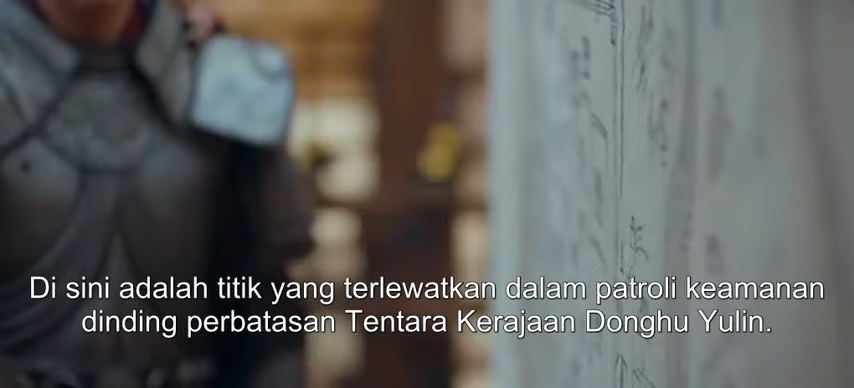 Di sini adalah titik yang terlewatkan dalam patroli keamanan
dinding perbatasan Tentara Kerajaan Donghu Yulin.